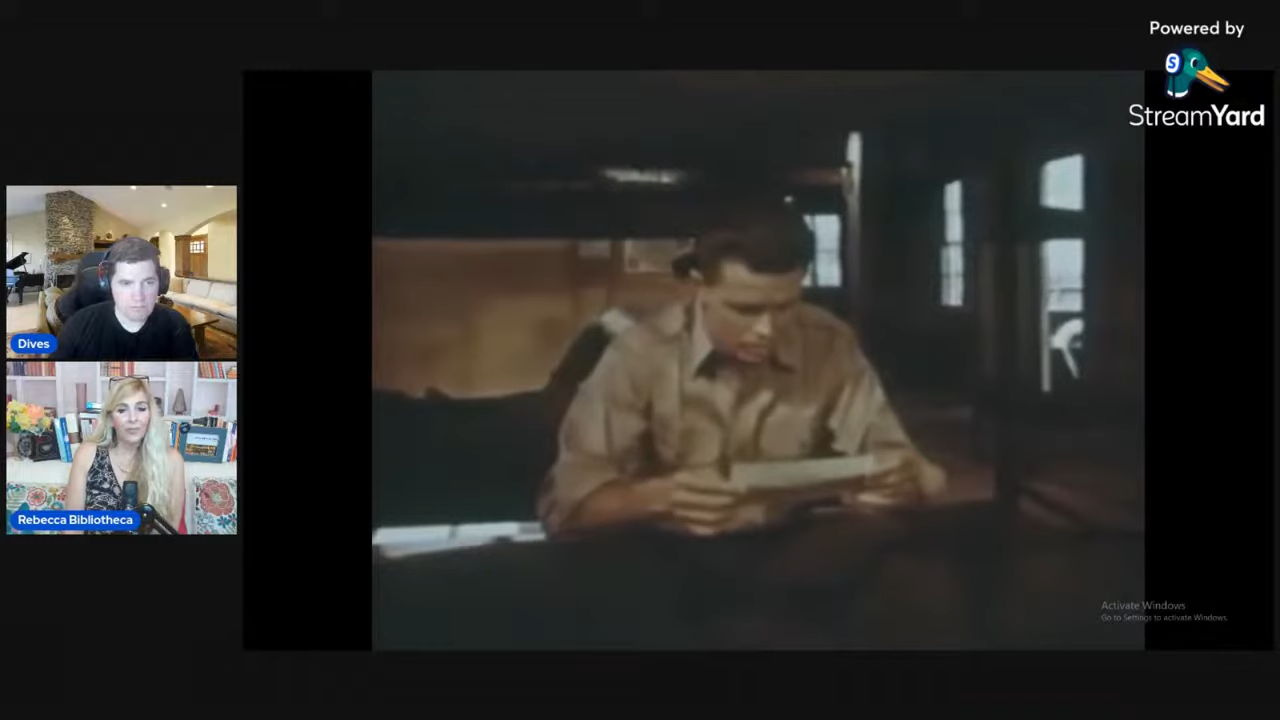 Powered by
StreamYard
Dives
Rebecca Bibliotheca
Activate Windows
Go to Settings to activate Windows.